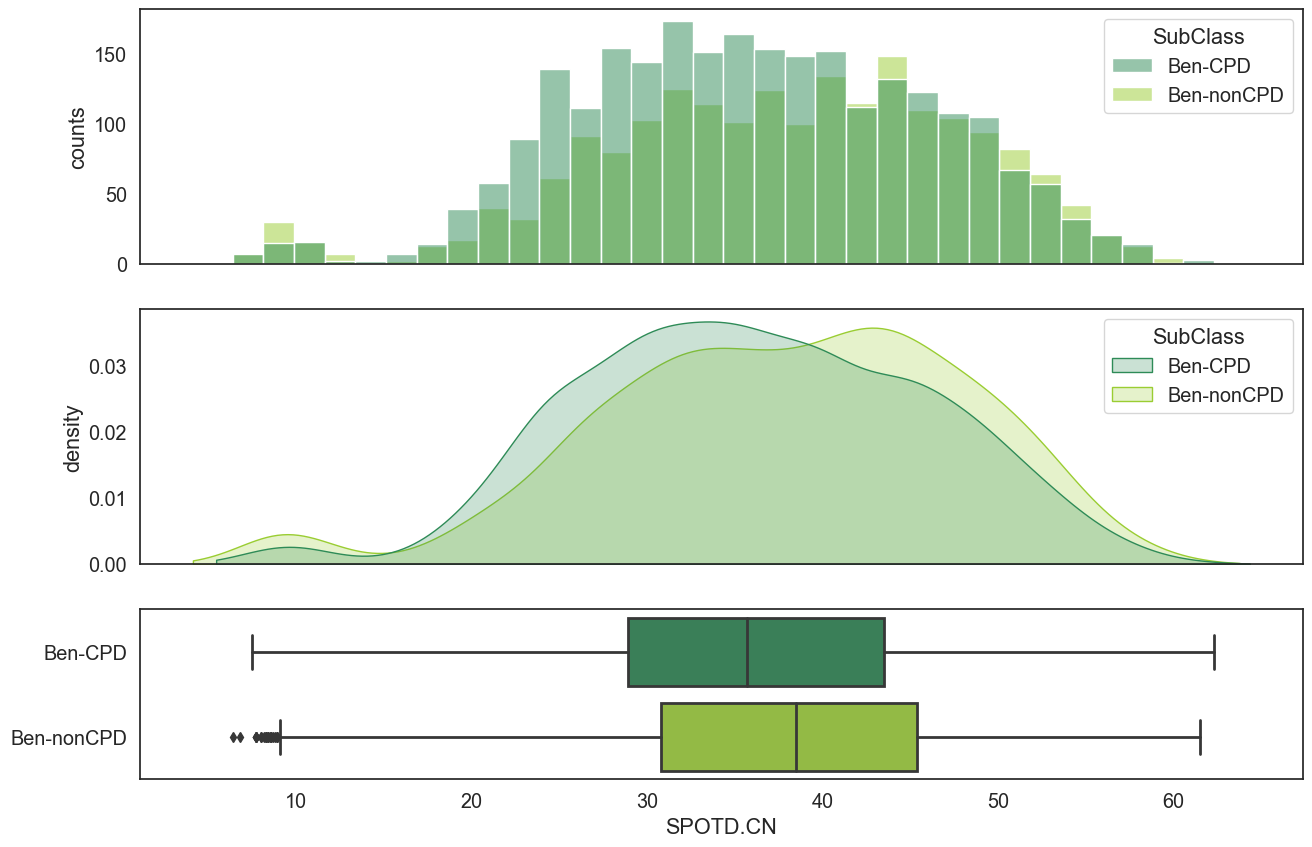 150
100
50
0
counts
SubClass
Ben-CPD
Ben-nonCPD
0.03
0.02
0.01
0.00
density
SubClass
Ben-CPD
Ben-nonCPD
Ben-CPD
Ben-nonCPD
10 20 30 40 50 60
SPOTD.CN